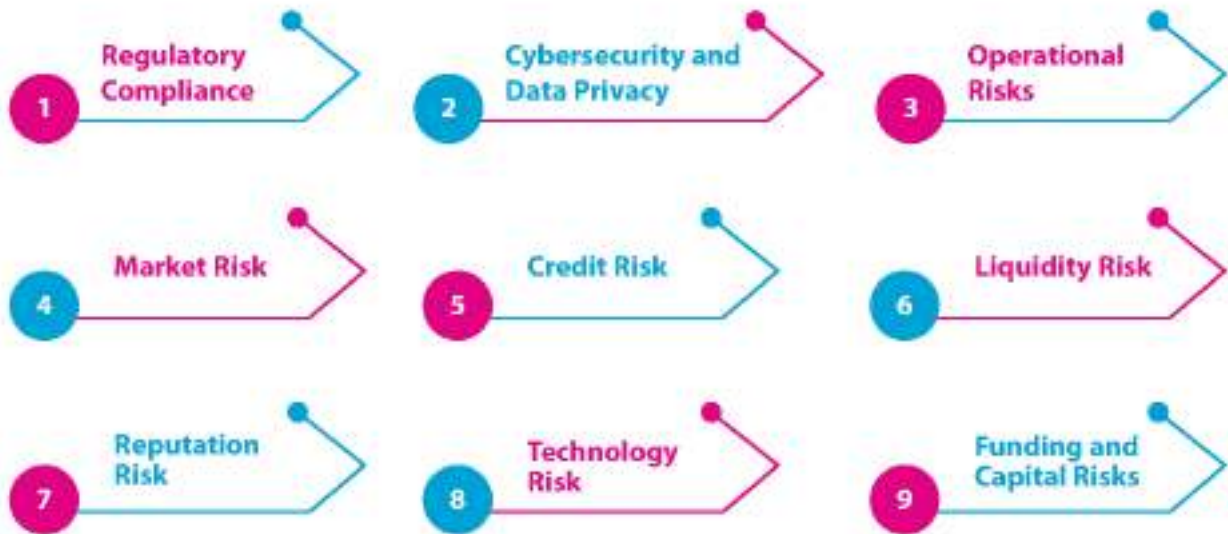 1
Regulatory
Compliance
2
Cybersecurity and
Data Privacy
3
Operational
Risks
4
Market Risk
5
Credit Risk
6
Liquidity Risk
7
Reputation
Risk
8
Technology
Risk
9
Funding and
Capital Risks